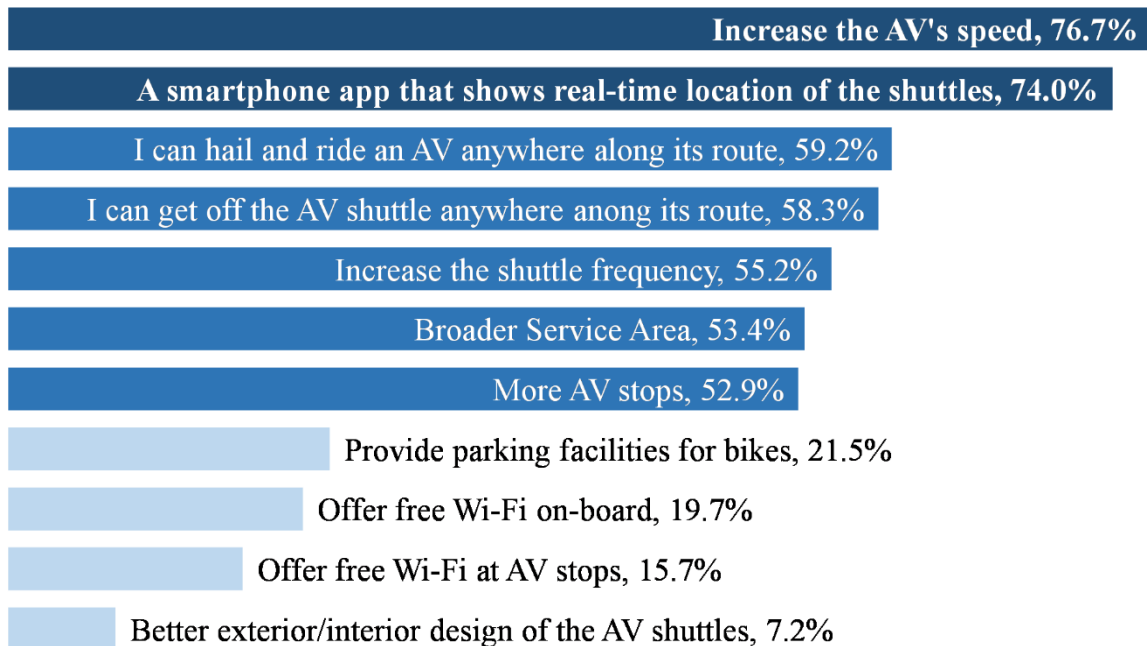 Increase the AV's speed, 76.7%
A smartphone app that shows real-time location of the shuttles, 74.0%
I can hail and ride an AV anywhere along its route, 59.2%
I can get off the AV shuttle anywhere anong its route, 58.3%
Increase the shuttle frequency, 55.2%
Broader Service Area, 53.4%
More AV stops, 52.9%
Provide parking facilities for bikes, 21.5%
Offer free Wi-Fi on-board, 19.7%
Offer free Wi-Fi at AV stops, 15.7%
Better exterior/interior design of the AV shuttles, 7.2%